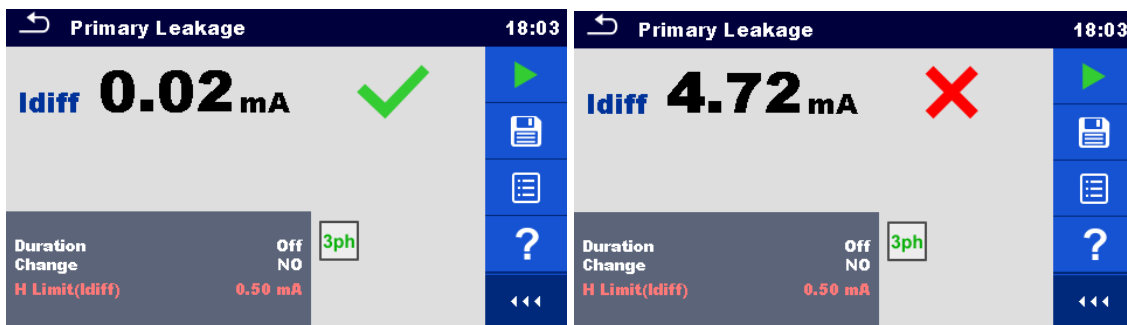 Primary Leakage 18:03
Idiff 0.02 mA
3ph
Duration Off
Change NO
H Limit(Idiff) 0.50 mA
?
Primary Leakage 18:03
Idiff 4.72 mA
3ph
Duration Off
Change NO
H Limit(Idiff) 0.50 mA
?